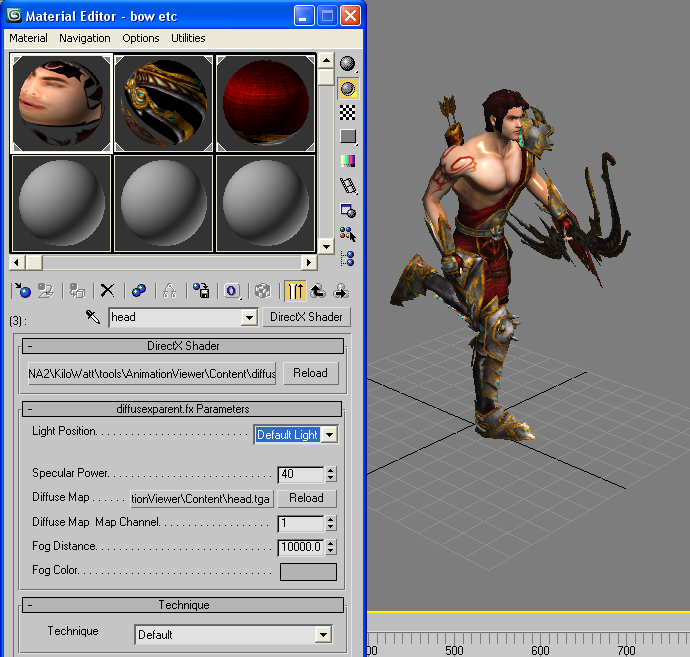 Material Editor - bow etc
Material Navigation Options Utilities
(3) :
head
DirectX Shader
- DirectX Shader
NA2\KiloWatt\tools\AnimationViewer\Content\diffus
Reload
- diffusexparent.fx Parameters
Light Position. . . . . . . . . . . . . . . . . . . . . . . . . . Default Light
Specular Power. . . . . . . . . . . . . . . . . . . . . . . . . . . . 40
Diffuse Map . . . . . . tionViewer\Content\head.tga Reload
Diffuse Map Map Channel. . . . . . . . . . . . . . . . . . . 1
Fog Distance. . . . . . . . . . . . . . . . . . . . . . . . . . . . . . 10000.0
Fog Color. . . . . . . . . . . . . . . . . . . . . . . . . . . . . . . . .
- Technique
Technique Default
500 600 700